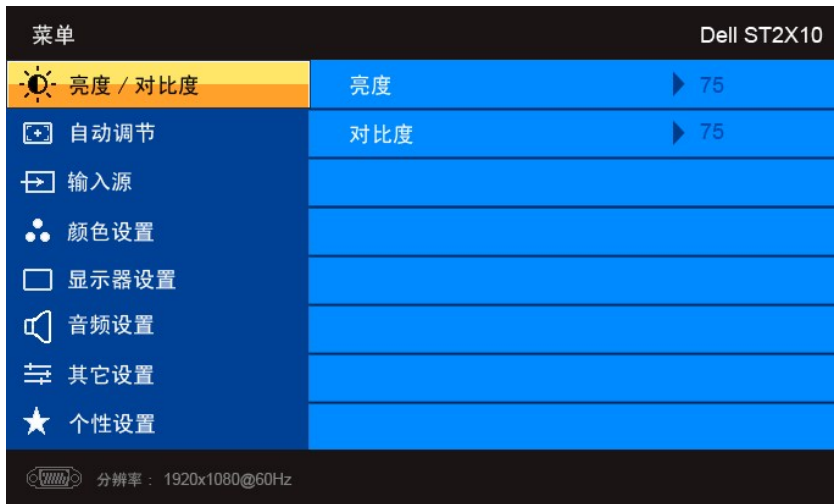 菜单 Dell ST2X10
亮度 / 对比度 亮度 75
自动调节 对比度 75
输入源
颜色设置
显示器设置
音频设置
其它设置
个性设置
分辨率： 1920x1080@60Hz